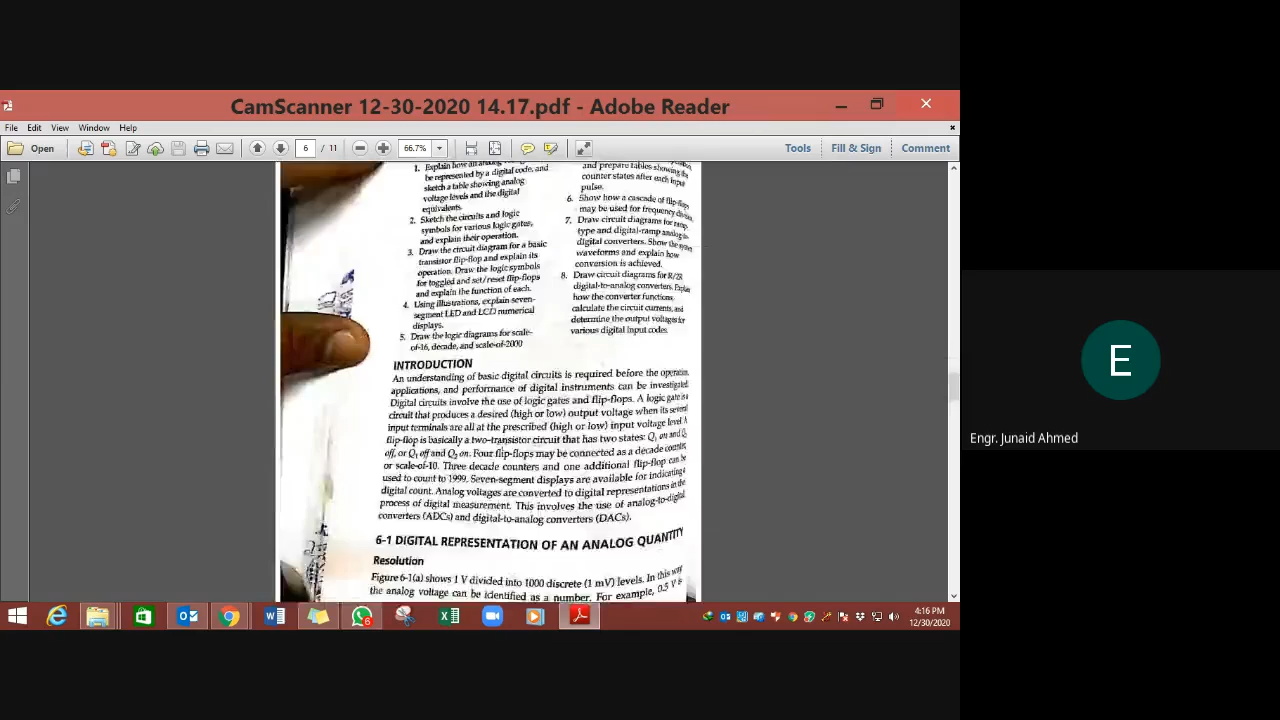 CamScanner 12-30-2020 14.17.pdf - Adobe Reader
File Edit View Window Help
Open 6 / 11 66.7% Tools Fill & Sign Comment
1. Explain how an analog
be represented by a digital code, and
sketch a table showing analog
voltage levels and the digital
equivalents.
2. Sketch the circuits and logic
symbols for various logic gates,
and explain their operation.
3. Draw the circuit diagram for a basic
transistor flip-flop and explain its
operation. Draw the logic symbols
for toggled and set/reset flip-flops
and explain the function of each.
4. Using illustrations, explain seven-
segment LED and LCD numerical
displays.
5. Draw the logic diagrams for scale-
of-16, decade, and scale-of-2000
and prepare tables showing the
counter states after each input
pulse.
6. Show how a cascade of flip-flops
may be used for frequency division.
7. Draw circuit diagrams for ramp
type and digital-ramp analog-to-
digital converters. Show the system
waveforms and explain how
conversion is achieved.
8. Draw circuit diagrams for R/2R
digital-to-analog converters. Explain
how the converter functions,
calculate the circuit currents, and
determine the output voltages for
various digital input codes.
INTRODUCTION
An understanding of basic digital circuits is required before the operation,
applications, and performance of digital instruments can be investigated.
Digital circuits involve the use of logic gates and flip-flops. A logic gate is a
circuit that produces a desired (high or low) output voltage when its several
input terminals are all at the prescribed (high or low) input voltage level. A
flip-flop is basically a two-transistor circuit that has two states: Q1 on and Q2
off, or Q1 off and Q2 on. Four flip-flops may be connected as a decade counter,
or scale-of-10. Three decade counters and one additional flip-flop can be
used to count to 1999. Seven-segment displays are available for indicating a
digital count. Analog voltages are converted to digital representations in the
process of digital measurement. This involves the use of analog-to-digital
converters (ADCs) and digital-to-analog converters (DACs).
6-1 DIGITAL REPRESENTATION OF AN ANALOG QUANTITY
Resolution
Figure 6-1(a) shows 1 V divided into 1000 discrete (1 mV) levels. In this way
the analog voltage can be identified as a number. For example, 0.5 V is
E
Engr. Junaid Ahmed
4:16 PM
12/30/2020